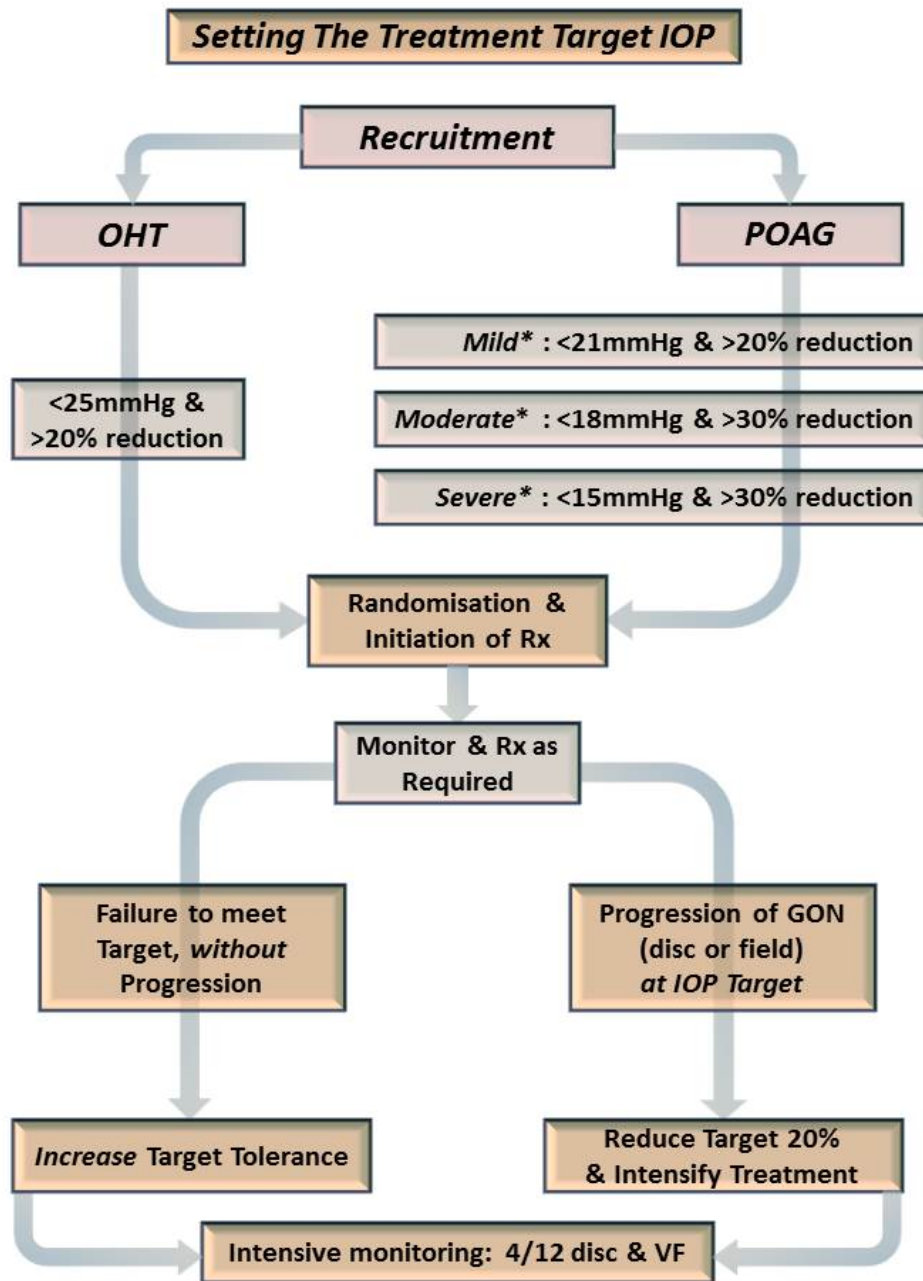 Setting The Treatment Target IOP
Recruitment
OHT
POAG
Mild* : <21mmHg & >20% reduction
<25mmHg &
>20% reduction
Moderate* : <18mmHg & >30% reduction
Severe* : <15mmHg & >30% reduction
Randomisation &
Initiation of Rx
Monitor & Rx as
Required
Failure to meet
Target, without
Progression
Progression of GON
(disc or field)
at IOP Target
Increase Target Tolerance
Reduce Target 20%
& Intensify Treatment
Intensive monitoring: 4/12 disc & VF